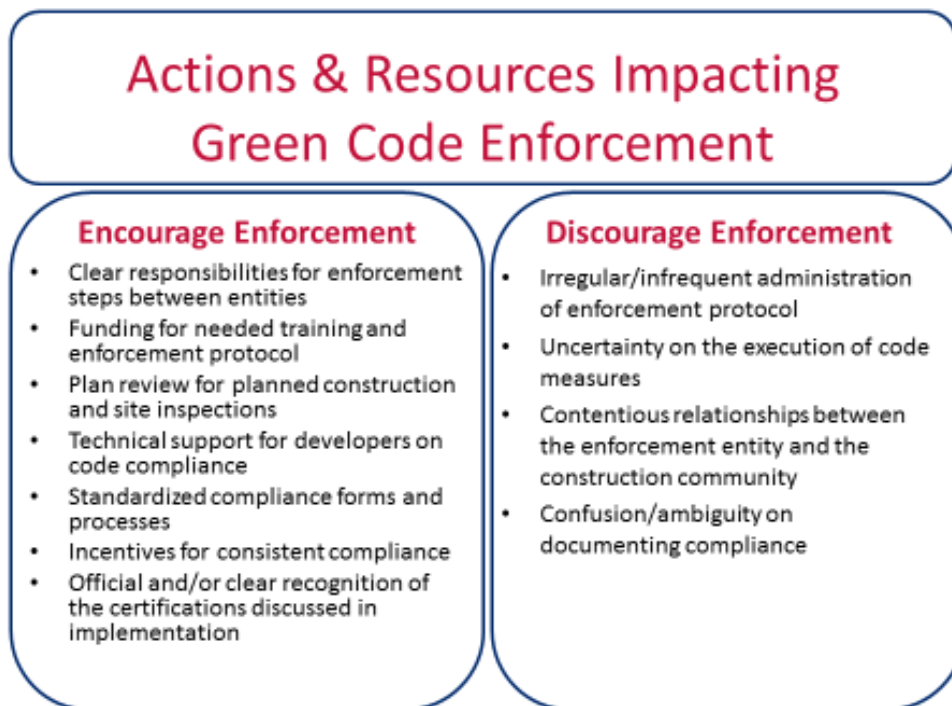 Actions & Resources Impacting
Green Code Enforcement
Encourage Enforcement
• Clear responsibilities for enforcement
steps between entities
• Funding for needed training and
enforcement protocol
• Plan review for planned construction
and site inspections
• Technical support for developers on
code compliance
• Standardized compliance forms and
processes
• Incentives for consistent compliance
• Official and/or clear recognition of
the certifications discussed in
implementation
Discourage Enforcement
• Irregular/infrequent administration
of enforcement protocol
• Uncertainty on the execution of code
measures
• Contentious relationships between
the enforcement entity and the
construction community
• Confusion/ambiguity on
documenting compliance